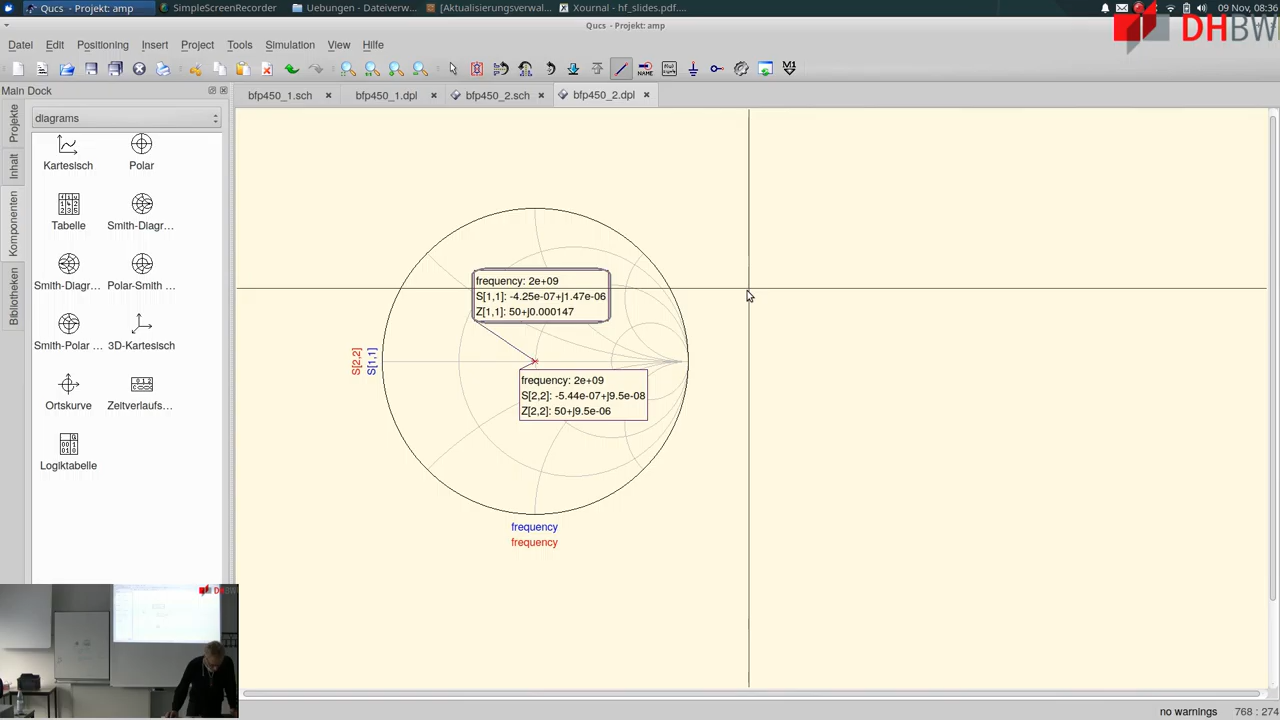 Qucs - Projekt: amp
SimpleScreenRecorder
Uebungen - Dateiverw...
[Aktualisierungsverwal...
Xournal - hf_slides.pdf....
09 Nov, 08:36
Qucs - Projekt: amp
DHBW
Datei Edit Positioning Insert Projekt Tools Simulation View Hilfe
NAME
M1
Main Dock
bfp450_1.sch
bfp450_1.dpl
bfp450_2.sch
bfp450_2.dpl
Projekte
Inhalt
Komponenten
Bibliotheken
diagrams
Kartesisch
Polar
Tabelle
Smith-Diagr...
Smith-Diagr...
Polar-Smith ...
Smith-Polar ...
3D-Kartesisch
Ortskurve
Zeitverlaufs...
Logiktabelle
frequency: 2e+09
S[1,1]: -4.25e-07+j1.47e-06
Z[1,1]: 50+j0.000147
frequency: 2e+09
S[2,2]: -5.44e-07+j9.5e-08
Z[2,2]: 50+j9.5e-06
S[2,2]
S[1,1]
frequency
frequency
DHBW
no warnings
768 : 274